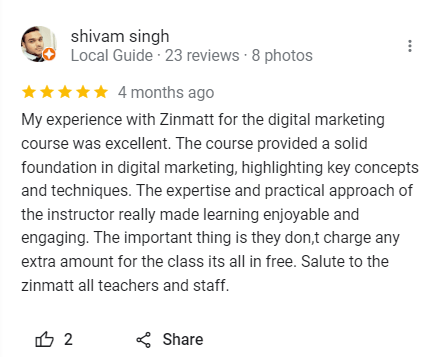 shivam singh
Local Guide · 23 reviews · 8 photos
4 months ago
My experience with Zinmatt for the digital marketing
course was excellent. The course provided a solid
foundation in digital marketing, highlighting key concepts
and techniques. The expertise and practical approach of
the instructor really made learning enjoyable and
engaging. The important thing is they don,t charge any
extra amount for the class its all in free. Salute to the
zinmatt all teachers and staff.
2
Share